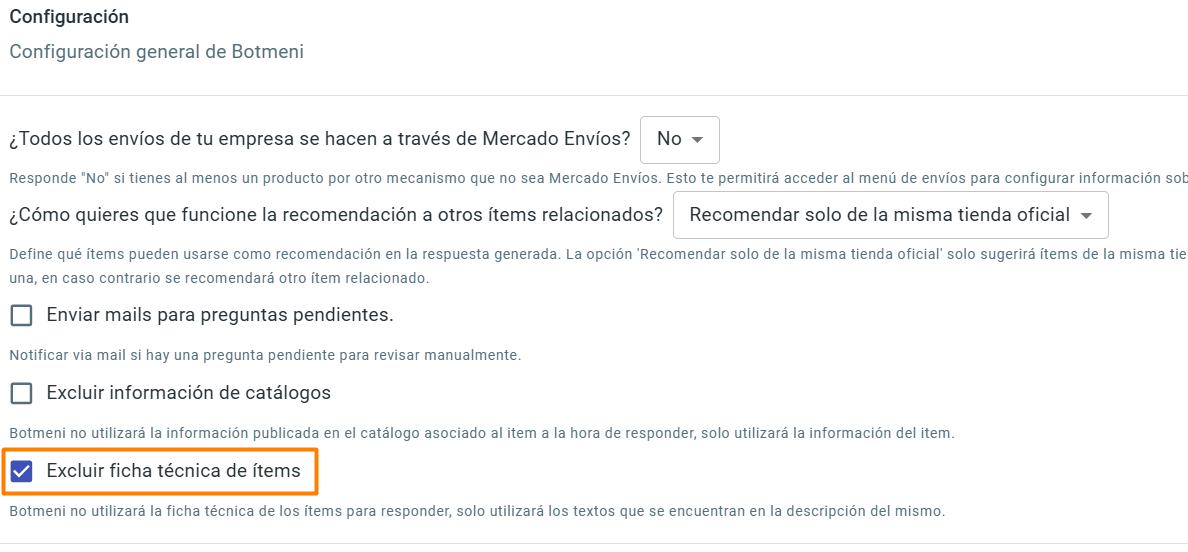 Configuración
Configuración general de Botmeni
¿Todos los envíos de tu empresa se hacen a través de Mercado Envíos? No
Responde "No" si tienes al menos un producto por otro mecanismo que no sea Mercado Envíos. Esto te permitirá acceder al menú de envíos para configurar información sob
¿Cómo quieres que funcione la recomendación a otros ítems relacionados? Recomendar solo de la misma tienda oficial
Define qué ítems pueden usarse como recomendación en la respuesta generada. La opción 'Recomendar solo de la misma tienda oficial' solo sugerirá ítems de la misma tie
una, en caso contrario se recomendará otro ítem relacionado.
Enviar mails para preguntas pendientes.
Notificar via mail si hay una pregunta pendiente para revisar manualmente.
Excluir información de catálogos
Botmeni no utilizará la información publicada en el catálogo asociado al item a la hora de responder, solo utilizará la información del item.
Excluir ficha técnica de ítems
Botmeni no utilizará la ficha técnica de los ítems para responder, solo utilizará los textos que se encuentran en la descripción del mismo.